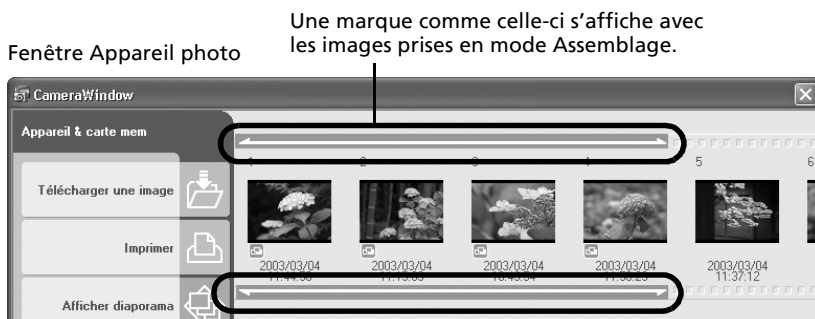 Une marque comme celle-ci s'affiche avec
les images prises en mode Assemblage.
Fenêtre Appareil photo
CameraWindow
Appareil & carte mem
1 2 3 4 5 6
Télécharger une image
Imprimer
2003/03/04 2003/03/04 2003/03/04 2003/03/04 2003/03/04
11:37:12
Afficher diaporama